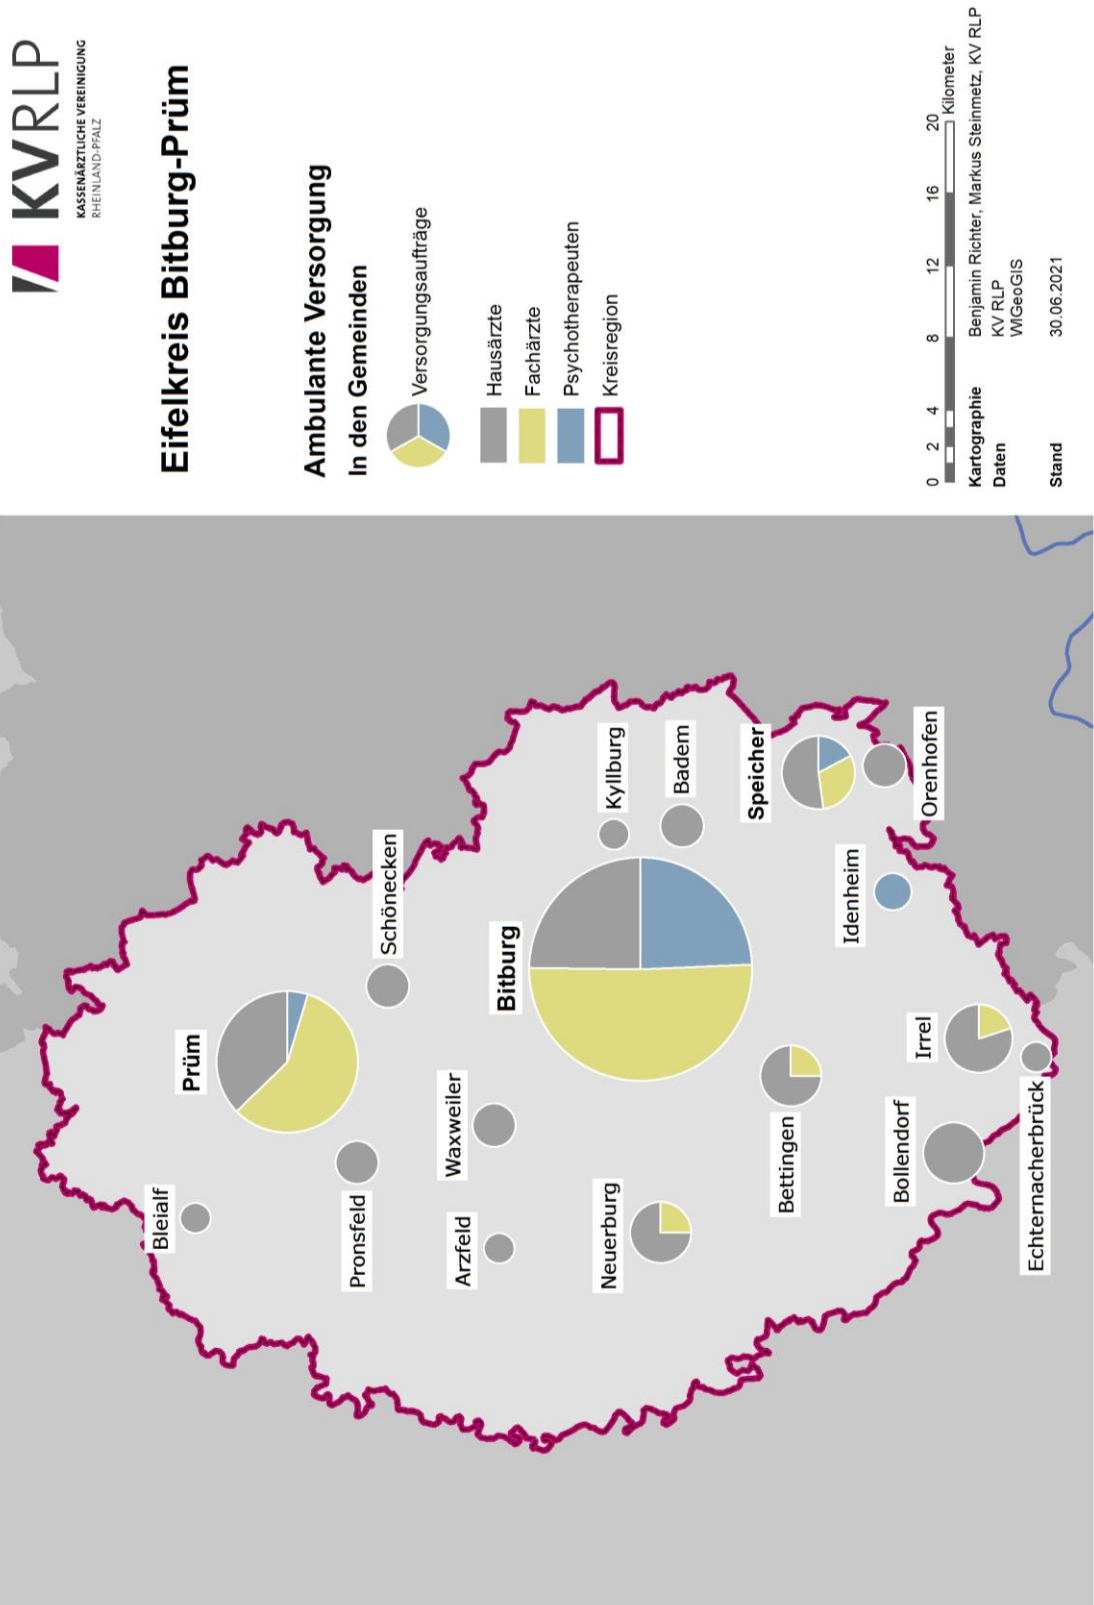 KVRLP
KASSENÄRZTLICHE VEREINIGUNG
RHEINLAND-PFALZ
Eifelkreis Bitburg-Prüm
Ambulante Versorgung
In den Gemeinden
Versorgungsaufträge
Hausärzte
Fachärzte
Psychotherapeuten
Kreisregion
0 2 4 8 12 16 20
Kilometer
Kartographie Benjamin Richter, Markus Steinmetz, KV RLP
Daten KV RLP
WIGeoGIS
Stand 30.06.2021
Bleialf
Prüm
Pronsfeld
Schönecken
Waxweiler
Arzfeld
Bitburg
Kyllburg
Neuerburg
Badem
Speicher
Bettingen
Idenheim
Bollendorf
Irrel
Orenhofen
Echternacherbrück